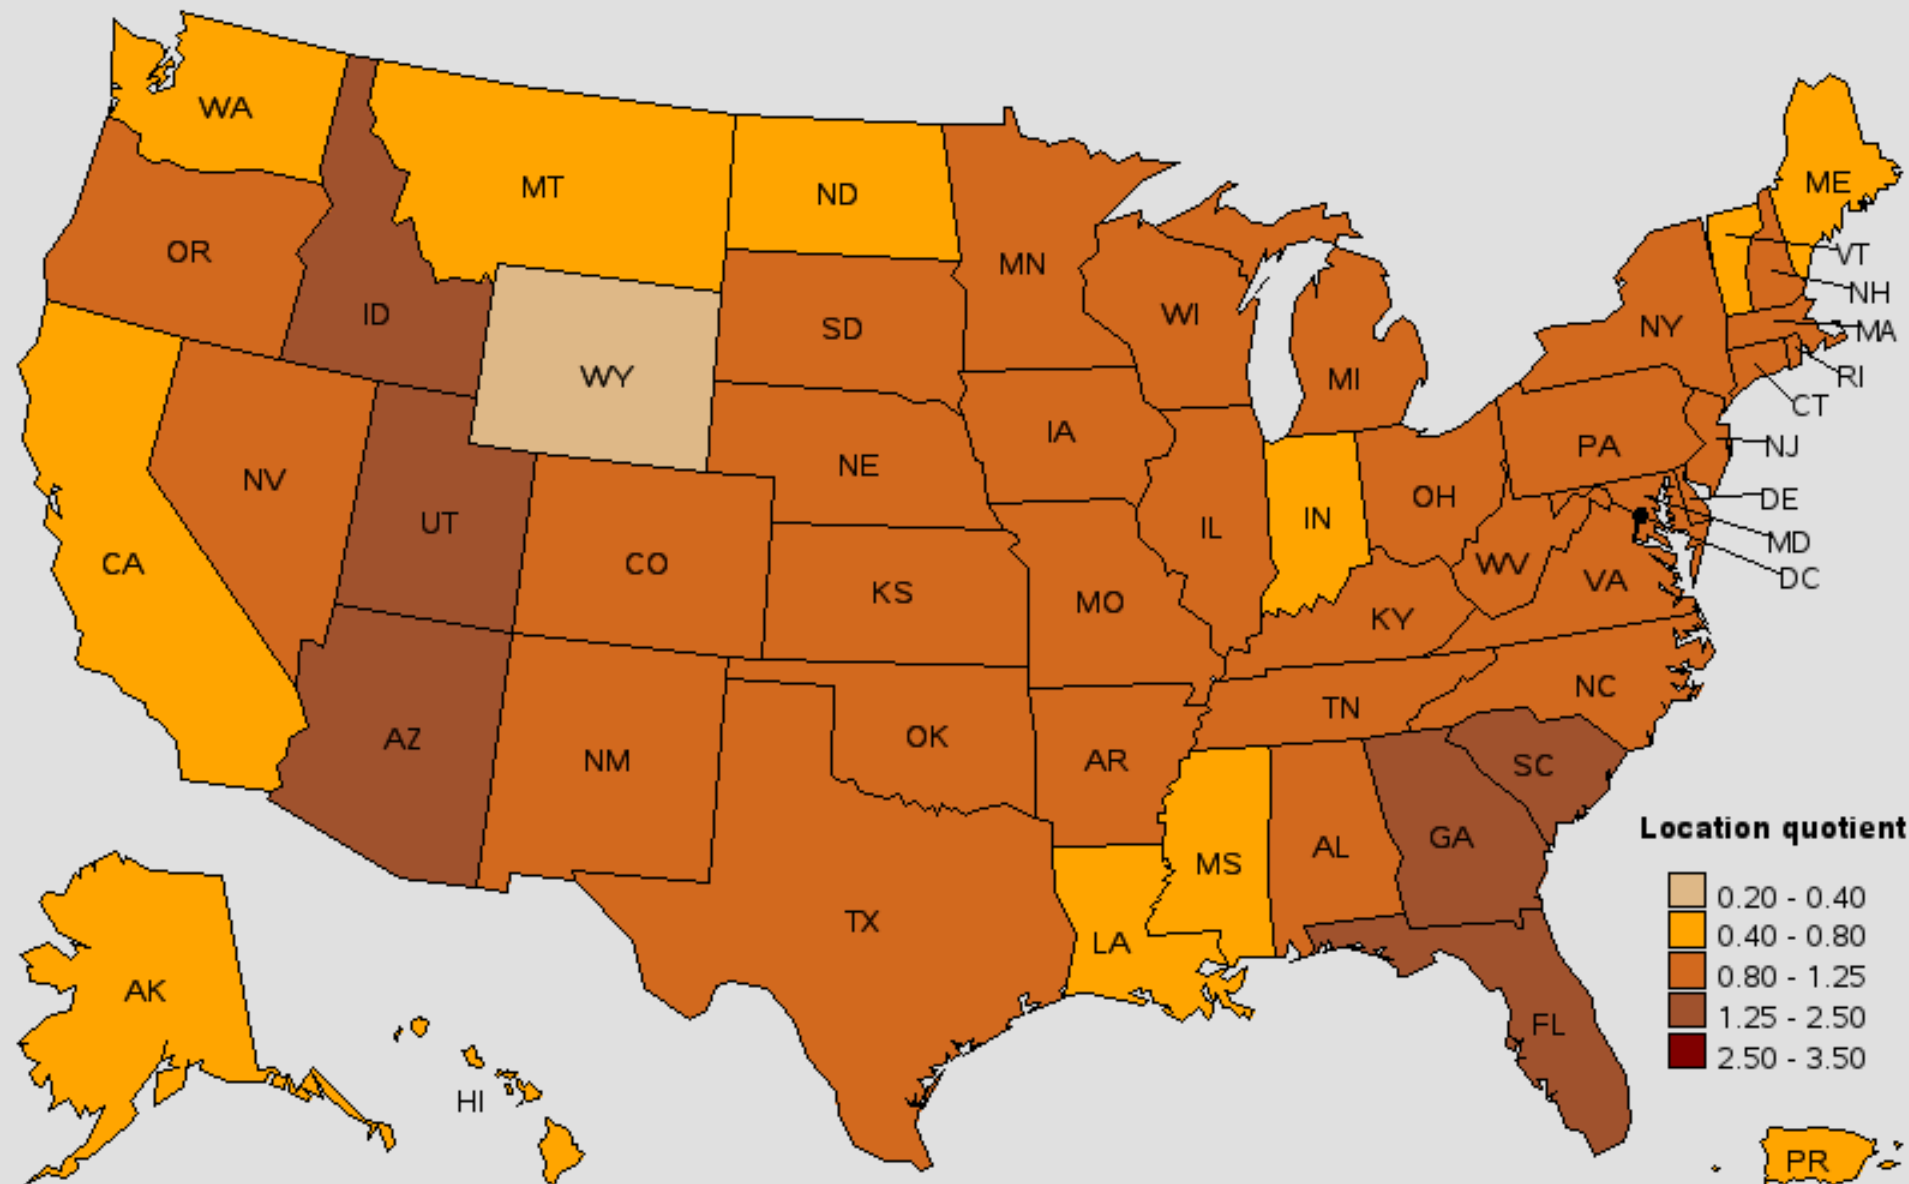 WA
MT
ND
ME
OR
MN
VT
ID
SD
WI
NH
NY
MA
WY
MI
RI
CT
IA
PA
NJ
NV
NE
OH
DE
UT
IL
IN
MD
CA
CO
WV
DC
KS
MO
VA
KY
NC
TN
AZ
NM
OK
AR
SC
Location quotient
MS
AL
GA
0.20 - 0.40
TX
LA
0.40 - 0.80
AK
0.80 - 1.25
FL
1.25 - 2.50
2.50 - 3.50
HI
PR